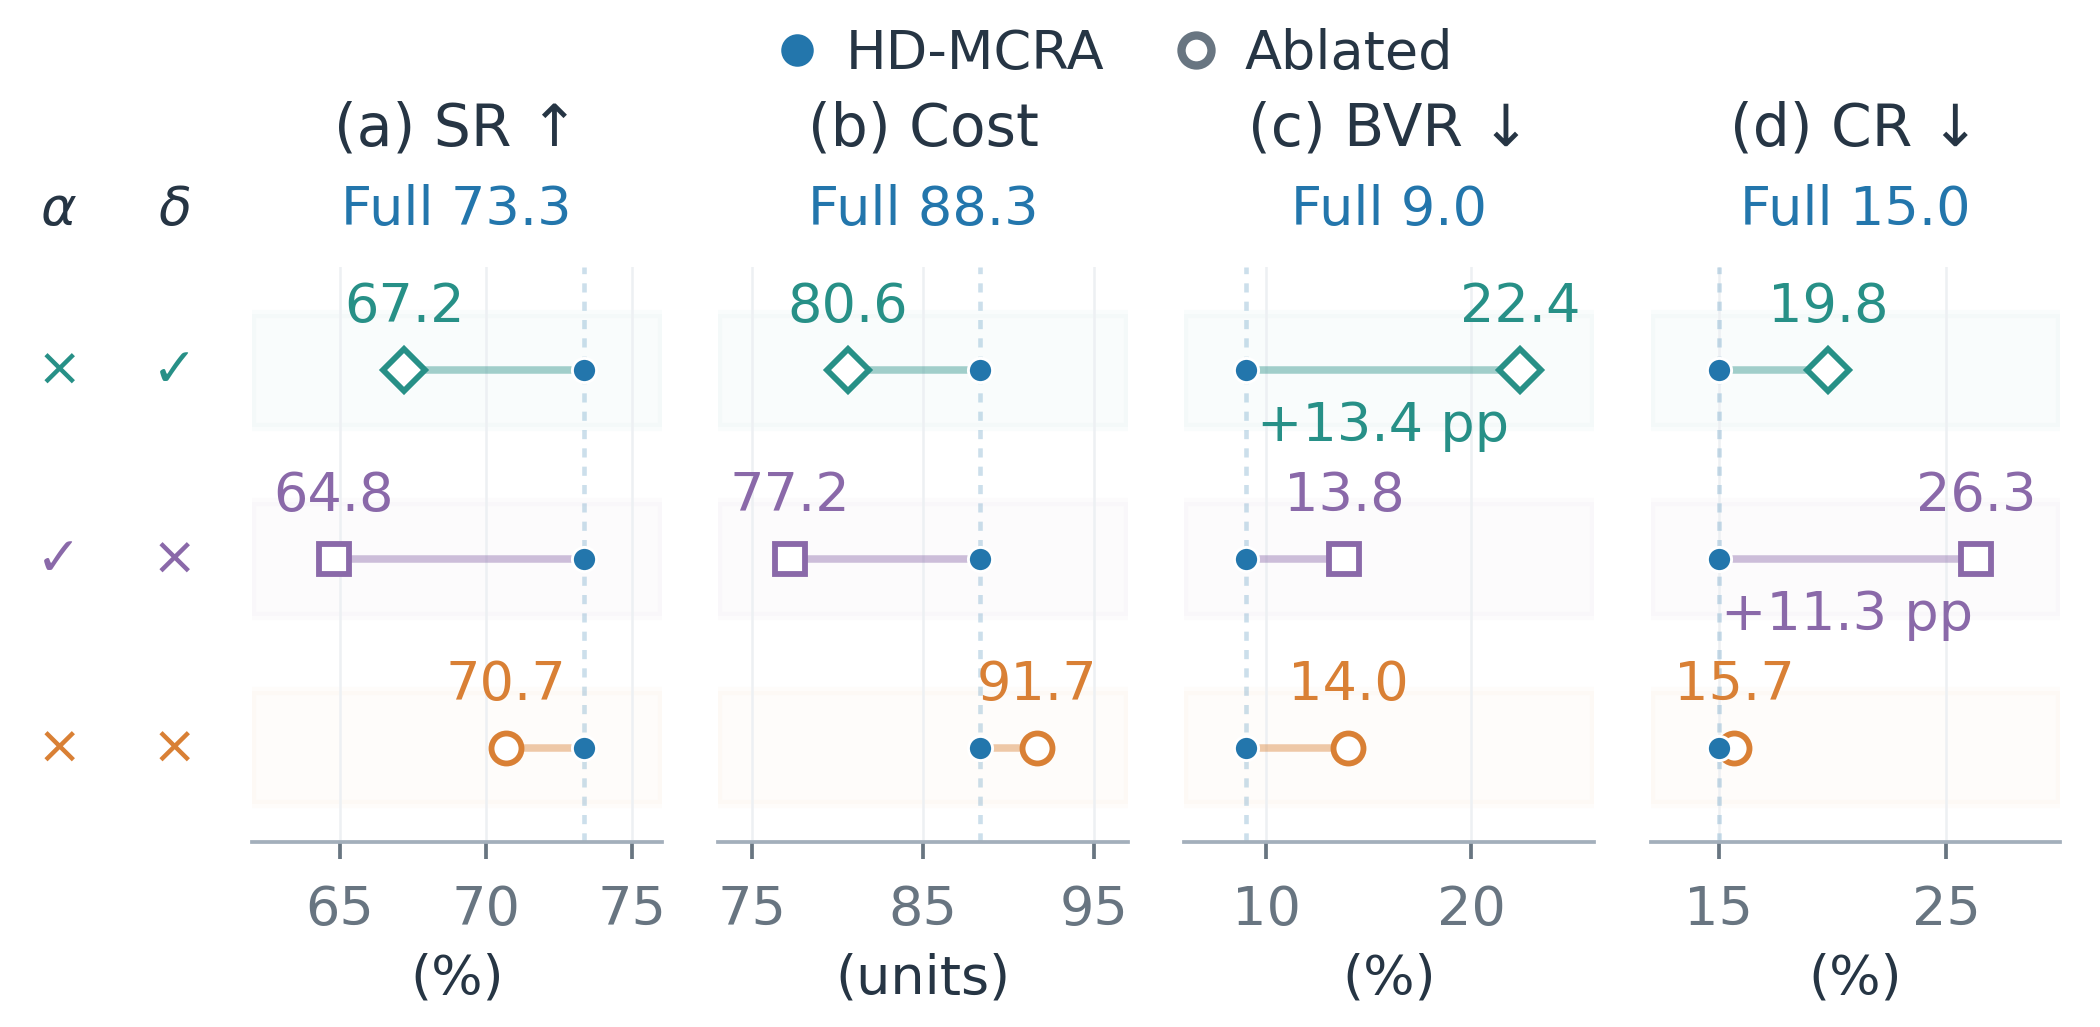 HD-MCRA Ablated
(a) SR ↑ (b) Cost (c) BVR ↓ (d) CR ↓
α δ Full 73.3 Full 88.3 Full 9.0 Full 15.0
67.2 80.6 22.4 19.8
× ✓
+13.4 pp
64.8 77.2 13.8 26.3
✓ ×
+11.3 pp
70.7 91.7 14.0 15.7
× ×
65 70 75 75 85 95 10 20 15 25
(%) (units) (%) (%)